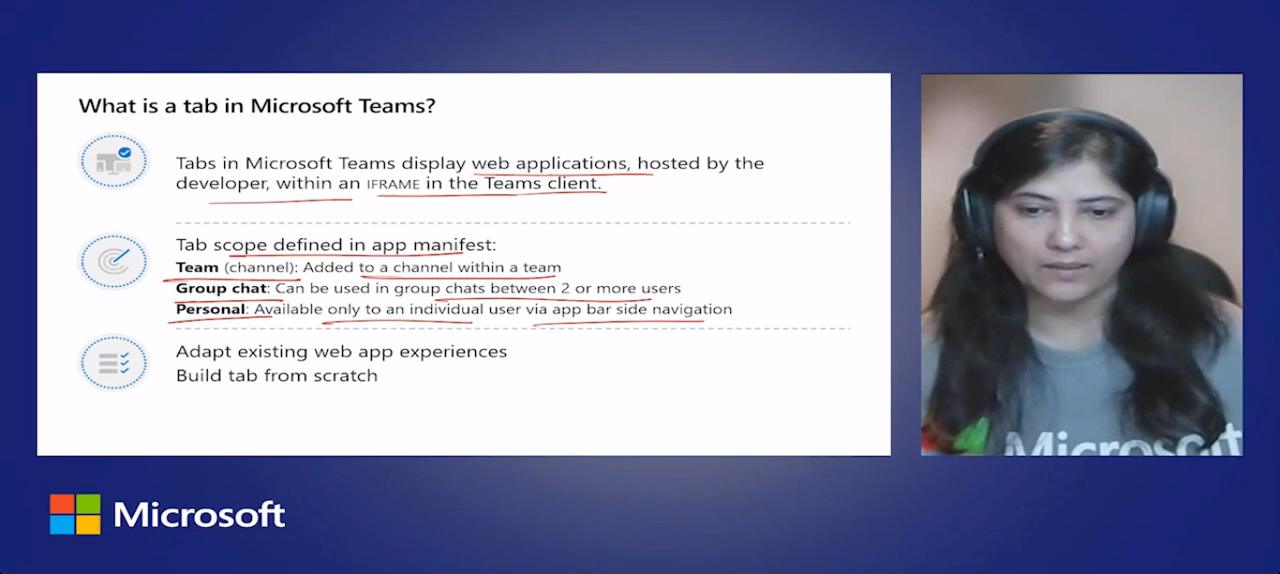 What is a tab in Microsoft Teams?
Tabs in Microsoft Teams display web applications, hosted by the
developer, within an IFRAME in the Teams client.
Tab scope defined in app manifest:
Team (channel): Added to a channel within a team
Group chat: Can be used in group chats between 2 or more users
Personal: Available only to an individual user via app bar side navigation
Adapt existing web app experiences
Build tab from scratch
Microsoft
Microsoft